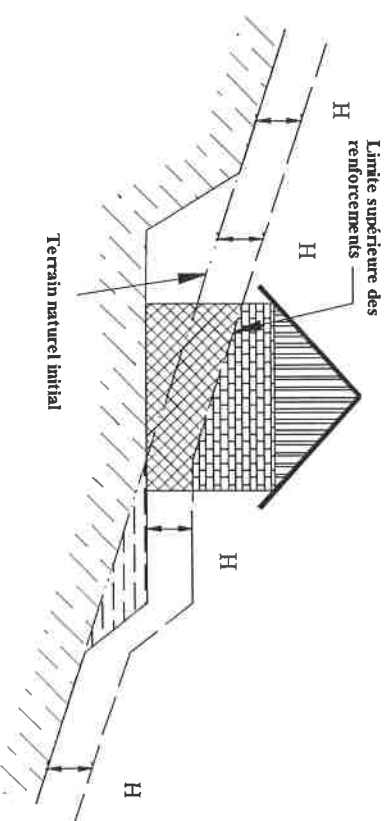 H
Limite supérieure des
renforcements
H
Terrain naturel initial
H
H